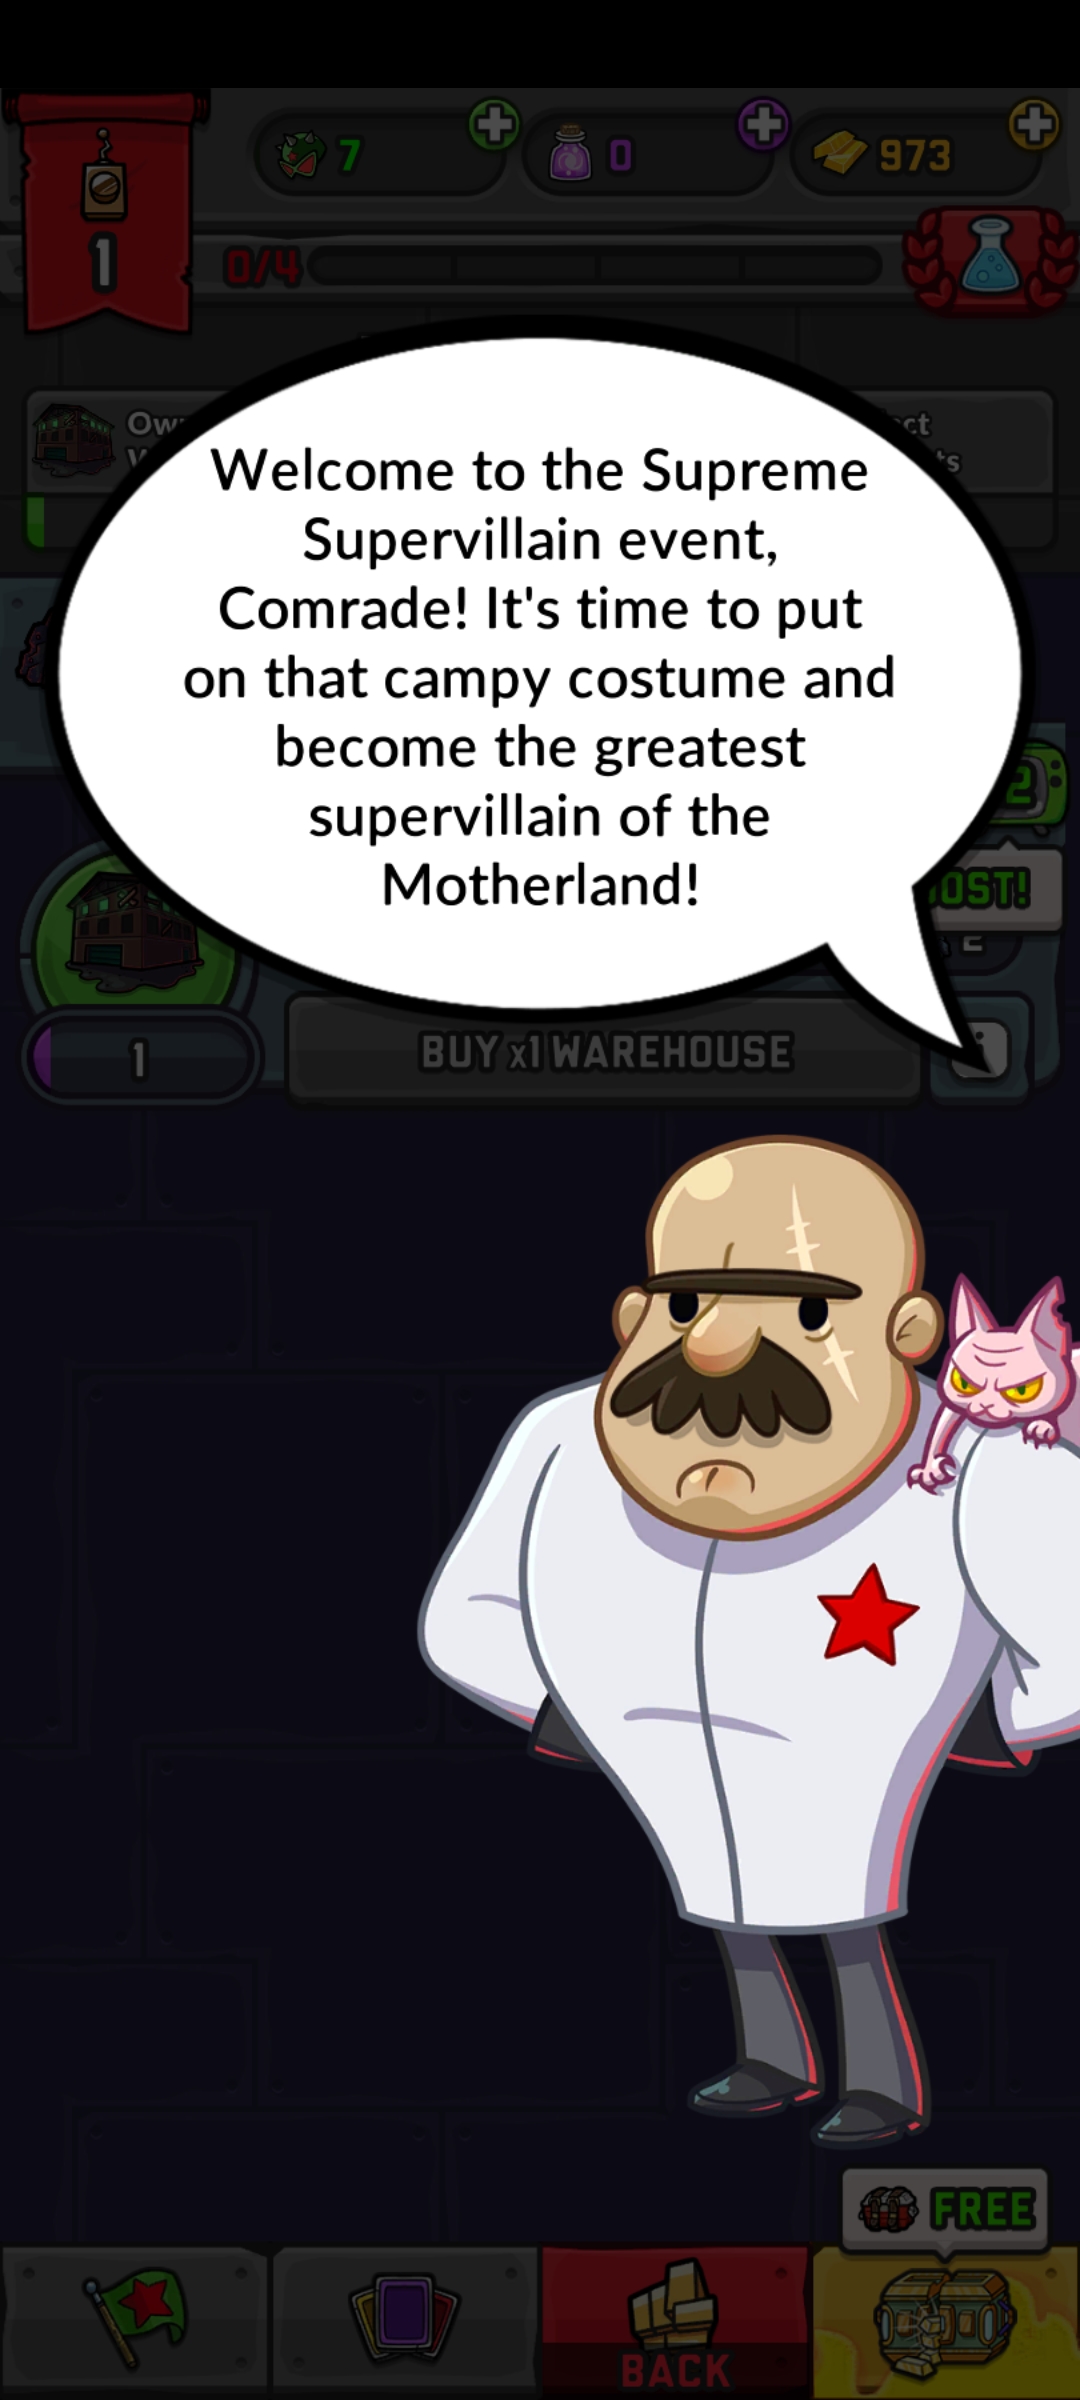 7
0
973
1
0/4
Welcome to the Supreme
Supervillain event,
Comrade! It's time to put
on that campy costume and
become the greatest
supervillain of the
Motherland!
2
1
BUY x1 WAREHOUSE
FREE
BACK